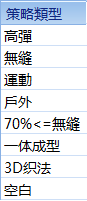 策略類型
高彈
無縫
運動
戶外
70%<=無縫
一体成型
3D织法
空白